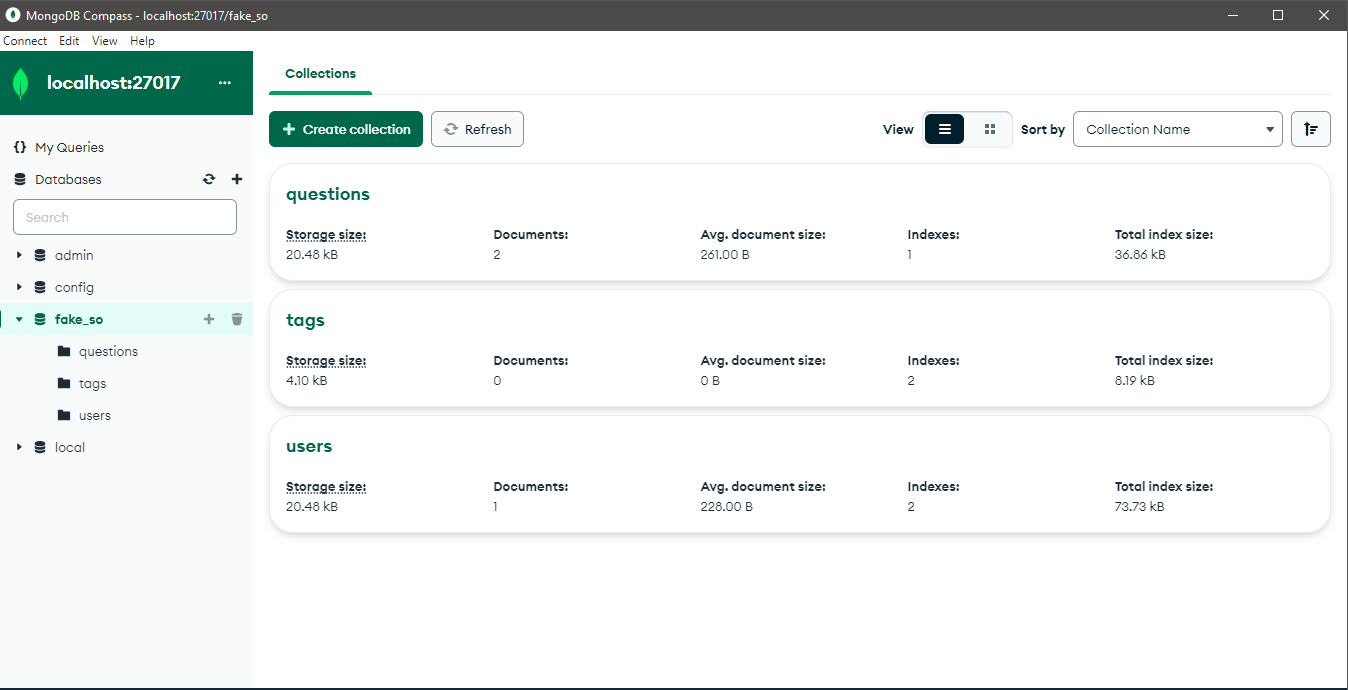 MongoDB Compass - localhost:27017/fake_so
Connect Edit View Help
localhost:27017
My Queries
Databases
Search
admin
config
fake_so
questions
tags
users
local
Collections
Create collection Refresh View Sort by Collection Name
questions
Storage size: Documents: Avg. document size: Indexes: Total index size:
20.48 kB 2 261.00 B 1 36.86 kB
tags
Storage size: Documents: Avg. document size: Indexes: Total index size:
4.10 kB 0 0 B 2 8.19 kB
users
Storage size: Documents: Avg. document size: Indexes: Total index size:
20.48 kB 1 228.00 B 2 73.73 kB